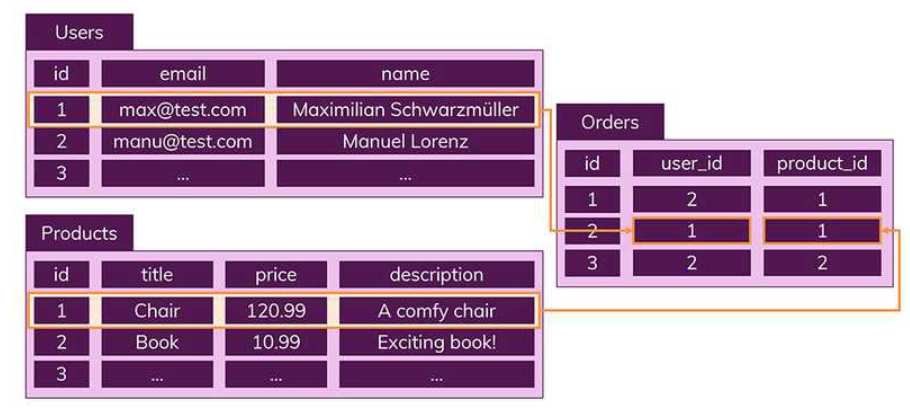 Users
id email name
1 max@test.com Maximilian Schwarzmüller
2 manu@test.com Manuel Lorenz
3 ... ...
Products
id title price description
1 Chair 120.99 A comfy chair
2 Book 10.99 Exciting book!
3 ... ... ...
Orders
id user_id product_id
1 2 1
2 1 1
3 2 2